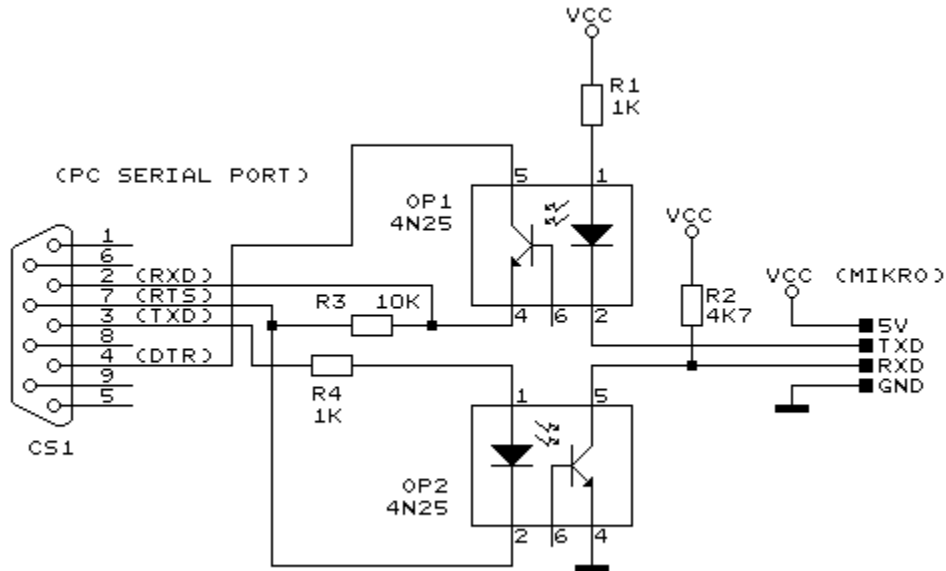 VCC
R1
1K
(PC SERIAL PORT)
5
1
OP1
4N25
VCC
1
6
2
(RXD)
7
(RTS)
3
(TXD)
8
4
(DTR)
9
5
R3
10K
4
6
2
R2
4K7
VCC
(MIKRO)
5V
TXD
RXD
GND
R4
1K
1
5
CS1
OP2
4N25
2
6
4